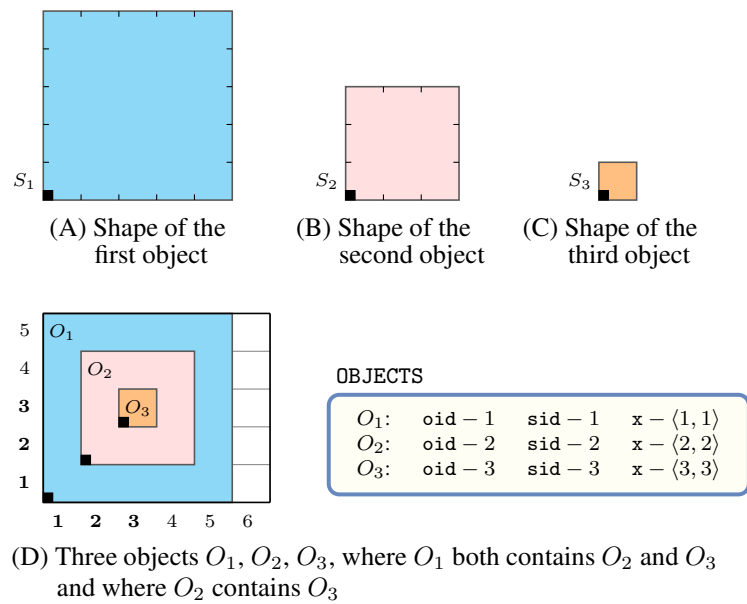 S1
S2
S3
(A) Shape of the
first object
(B) Shape of the
second object
(C) Shape of the
third object
5
4
3
2
1
O1
O2
O3
1 2 3 4 5 6
OBJECTS
O1: oid − 1 sid − 1 x − ⟨1, 1⟩
O2: oid − 2 sid − 2 x − ⟨2, 2⟩
O3: oid − 3 sid − 3 x − ⟨3, 3⟩
(D) Three objects O1, O2, O3, where O1 both contains O2 and O3
and where O2 contains O3